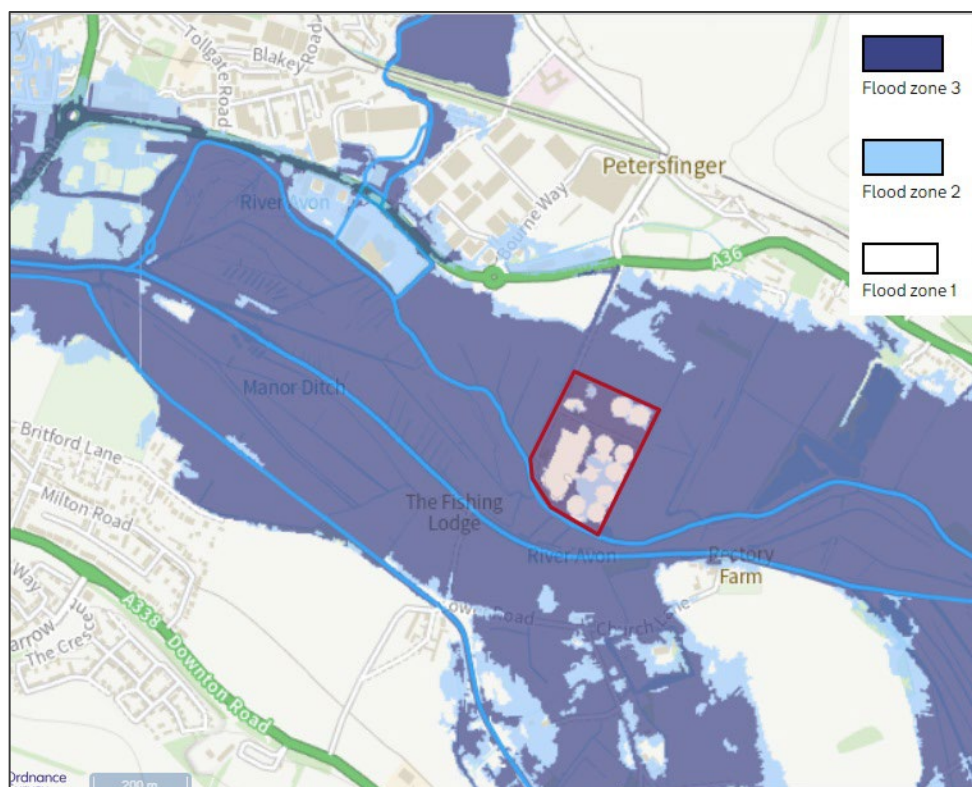 Tollgate Road
Blakey Road
Flood zone 3
Petersfinger
Flood zone 2
River Avon
Bourne Way
A36
Flood zone 1
Manor Ditch
Britford Lane
Milton Road
The Fishing
Lodge
River Avon
Rectory
Farm
Way
A338 Downton Road
The Crescent
Church Lane
200 m